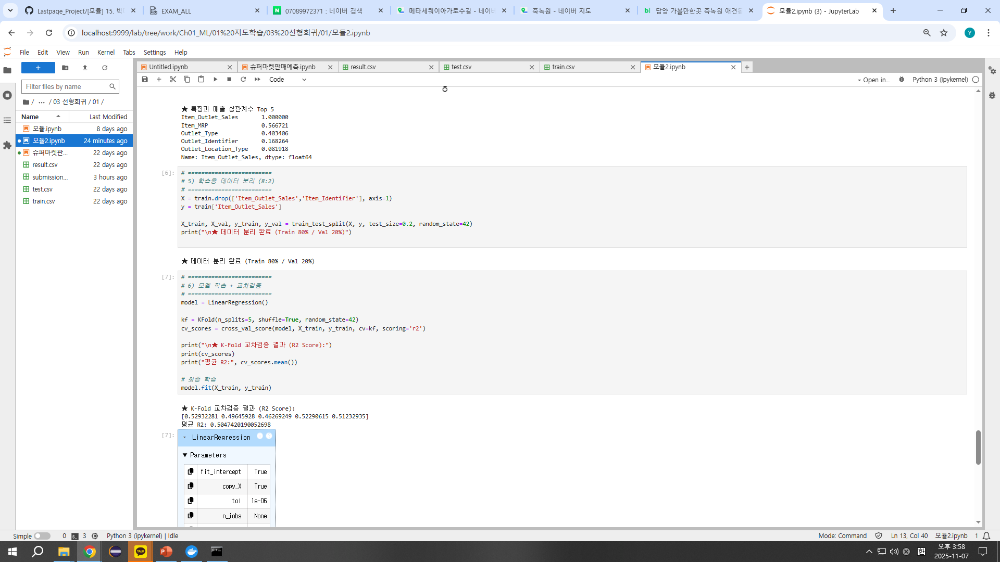 Lastpaqe_Project/[모듈] 15. 빅
EXAM_ALL
07089972371 : 네이버 검색
메타세쿼이아가로수길 - 네이버
죽녹원 - 네이버 지도
담양 가볼만한곳 죽녹원 애견동
모듈2.ipynb (3) - JupyterLab
localhost:9999/lab/tree/work/Ch01_ML/01%20지도학습/03%20선형회귀/01/모듈2.ipynb
Y
File Edit View Run Kernel Tabs Settings Help
Untitled.ipynb
슈퍼마켓판매예측.ipynb
result.csv
test.csv
train.csv
모듈2.ipynb
Code
Open in...
Python 3 (ipykernel)
Filter files by name
/ ... / 03 선형회귀 / 01 /
Name Last Modified
모듈.ipynb 8 days ago
모듈2.ipynb 24 minutes ago
슈퍼마켓판... 22 days ago
result.csv 22 days ago
submission... 3 hours ago
test.csv 22 days ago
train.csv 22 days ago
★ 특징과 매출 상관계수 Top 5
Item_Outlet_Sales 1.000000
Item_MRP 0.566721
Outlet_Type 0.403406
Outlet_Identifier 0.168264
Outlet_Location_Type 0.081918
Name: Item_Outlet_Sales, dtype: float64
[6]:
# =========================
# 5) 학습용 데이터 분리 (8:2)
# =========================
X = train.drop(['Item_Outlet_Sales','Item_Identifier'], axis=1)
y = train['Item_Outlet_Sales']
X_train, X_val, y_train, y_val = train_test_split(X, y, test_size=0.2, random_state=42)
print("\n★ 데이터 분리 완료 (Train 80% / Val 20%)")
★ 데이터 분리 완료 (Train 80% / Val 20%)
[7]:
# =========================
# 6) 모델 학습 + 교차검증
# =========================
model = LinearRegression()
kf = KFold(n_splits=5, shuffle=True, random_state=42)
cv_scores = cross_val_score(model, X_train, y_train, cv=kf, scoring='r2')
print("\n★ K-Fold 교차검증 결과 (R2 Score):")
print(cv_scores)
print("평균 R2:", cv_scores.mean())
# 최종 학습
model.fit(X_train, y_train)
★ K-Fold 교차검증 결과 (R2 Score):
[0.52932281 0.49645928 0.46269249 0.52290615 0.51232935]
평균 R2: 0.5047420190052698
[7]:
LinearRegression
Parameters
fit_intercept True
copy_X True
tol 1e-06
n_jobs None
Simple 0 3 Python 3 (ipykernel) | Idle
Mode: Command Ln 13, Col 40 모듈2.ipynb 1
TALK
한
오후 3:58
2025-11-07